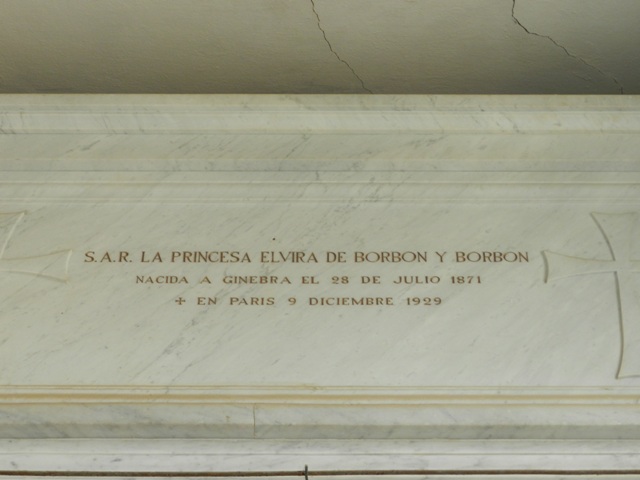 S.A.R. LA PRINCESA ELVIRA DE BORBON Y BORBON
NACIDA A GINEBRA EL 28 DE JULIO 1871
+ EN PARIS 9 DICIEMBRE 1929